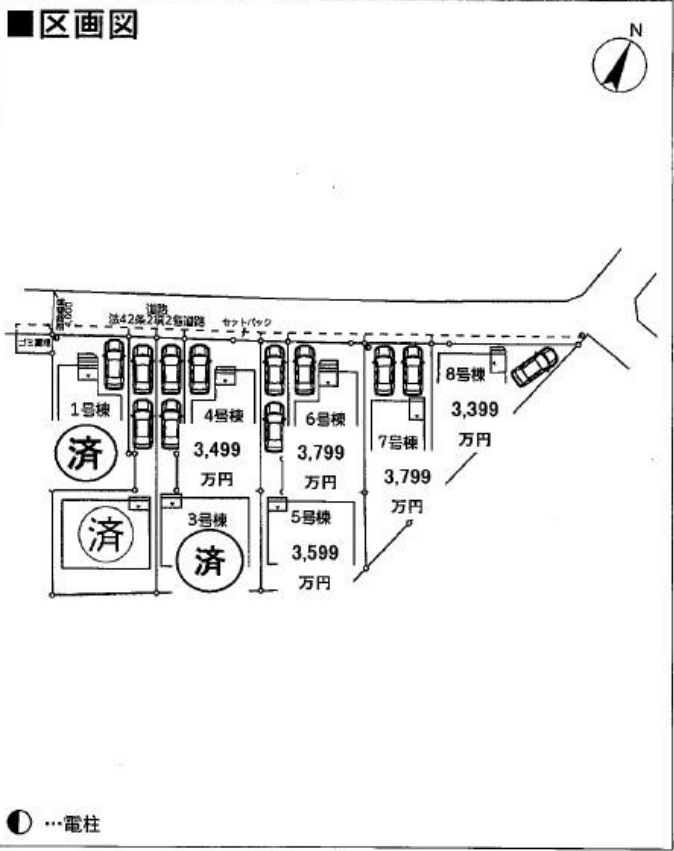 ■区画図
N
道路
法42条2項2号道路
セットバック
4,000
ゴミ置場
1号棟
済
4号棟
3,499
万円
6号棟
3,799
万円
7号棟
3,799
万円
8号棟
3,399
万円
済
3号棟
済
5号棟
3,599
万円
…電柱